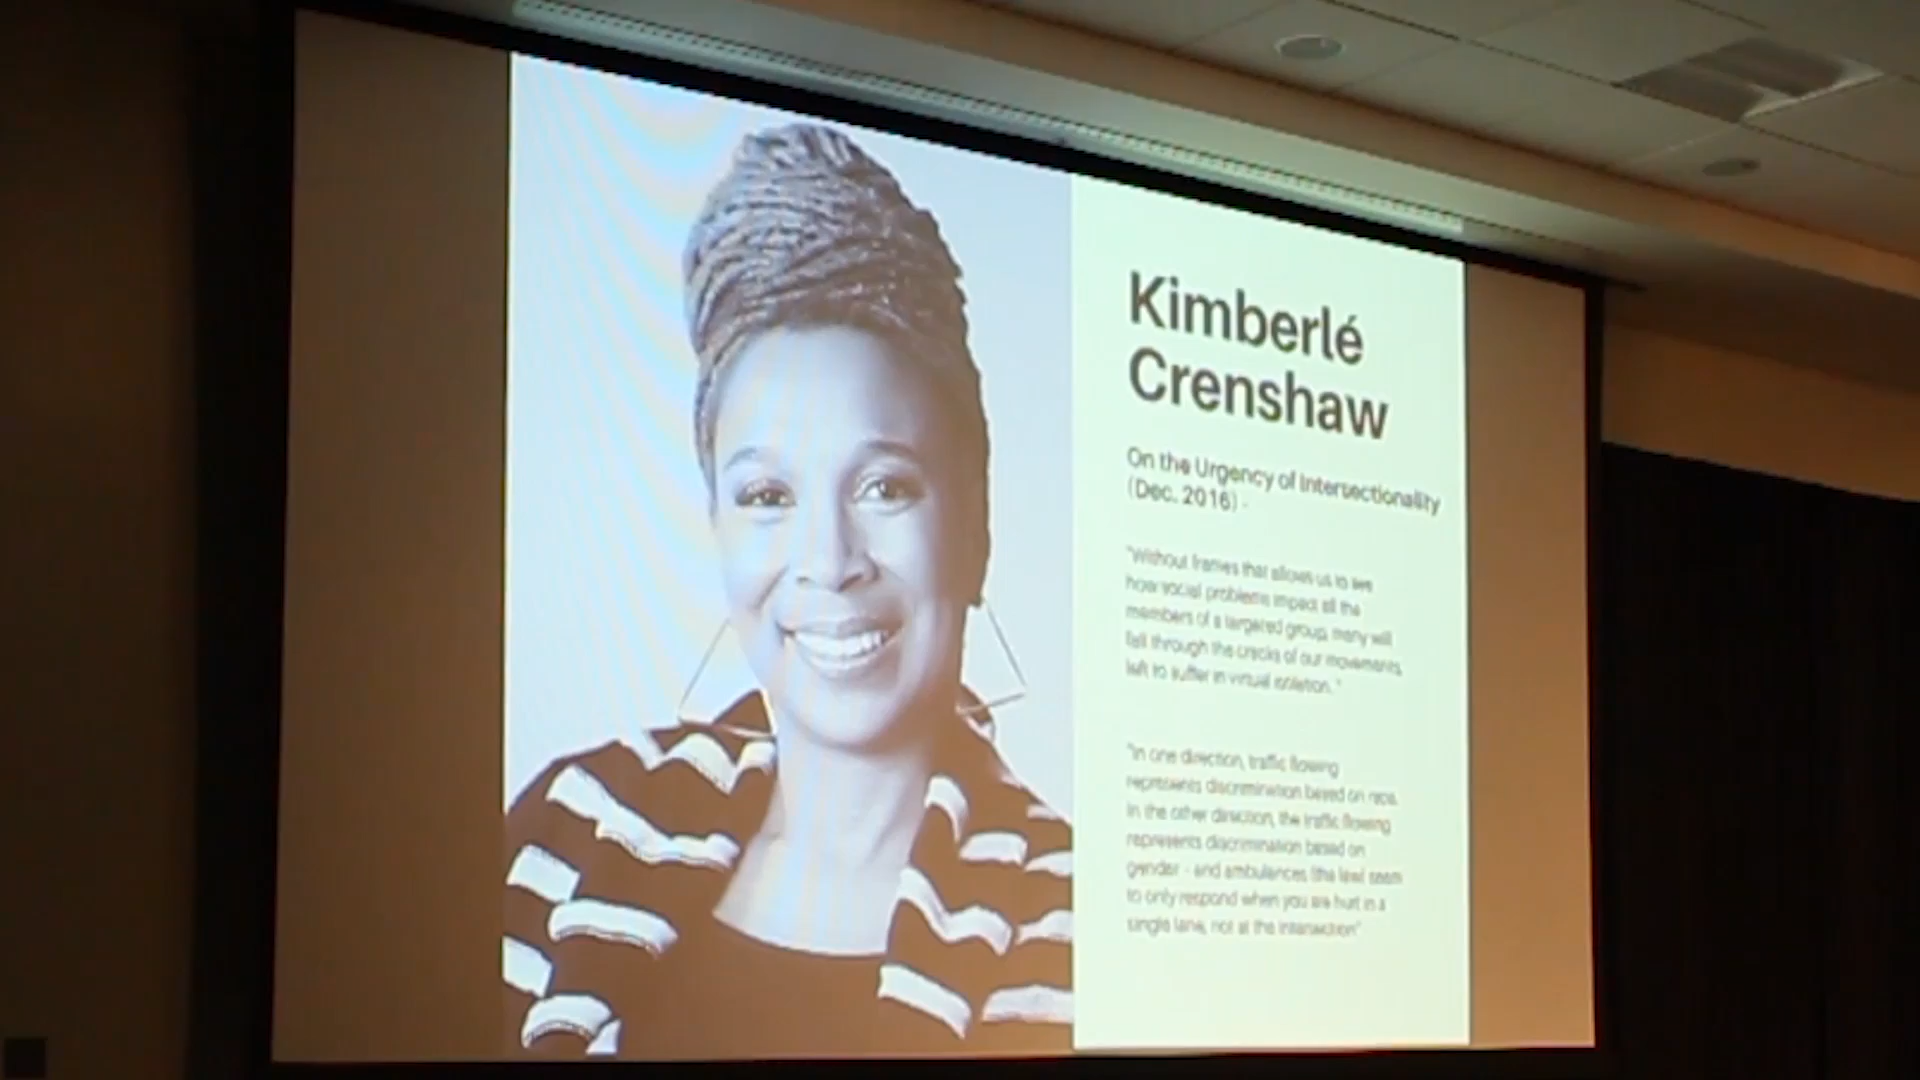 Kimberlé
Crenshaw
On the Urgency of Intersectionality
(Dec. 2016) -
"Without frames that allows us to see
how social problems impact all the
members of a targeted group, many will
fall through the cracks of our movements,
left to suffer in virtual isolation."
"In one direction, traffic flowing
represents discrimination based on race.
In the other direction, the traffic flowing
represents discrimination based on
gender - and ambulances (the law) seem
to only respond when you are hurt in a
single lane, not at the intersection"